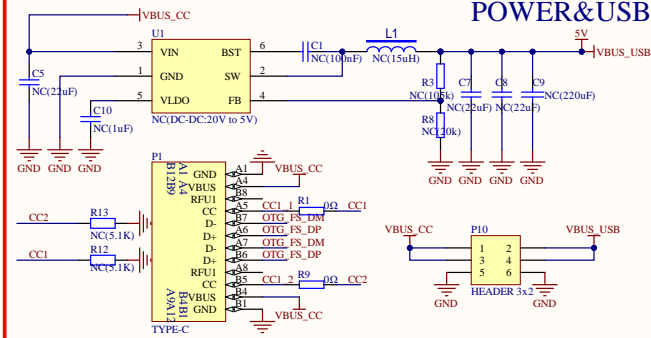 POWER&USB
VBUS_CC
U1
L1
5V
3 VIN BST 6
C1
NC(100nF)
NC(15uH)
VBUS_USB
1 GND SW 2
C5
NC(22uF)
5 VLDO FB 4
R3
NC(105k)
C7
NC(22uF)
C8
NC(22uF)
C9
NC(220uF)
C10
NC(1uF)
NC(DC-DC:20V to 5V)
R8
NC(20k)
GND GND GND GND GND GND GND
P1
GND
A1 A4
B12B9
GND A1
VBUS A4
VBUS_CC
RFU1 B8
CC A5 CC1_1 R1 0Ω CC1
D- B7 OTG_FS_DM
D+ A6 OTG_FS_DP
D- A7 OTG_FS_DM
D+ B6 OTG_FS_DP
RFU1 A8
CC B5 CC1_2 R9 0Ω CC2
VBUS B4
GND B1
B4B1
A9A12
VBUS_CC
GND
TYPE-C
CC2 R13
NC(5.1K)
CC1 R12
NC(5.1K)
GND
GND
VBUS_CC
P10
VBUS_USB
1 2
3 4
5 6
GND
HEADER 3x2
GND